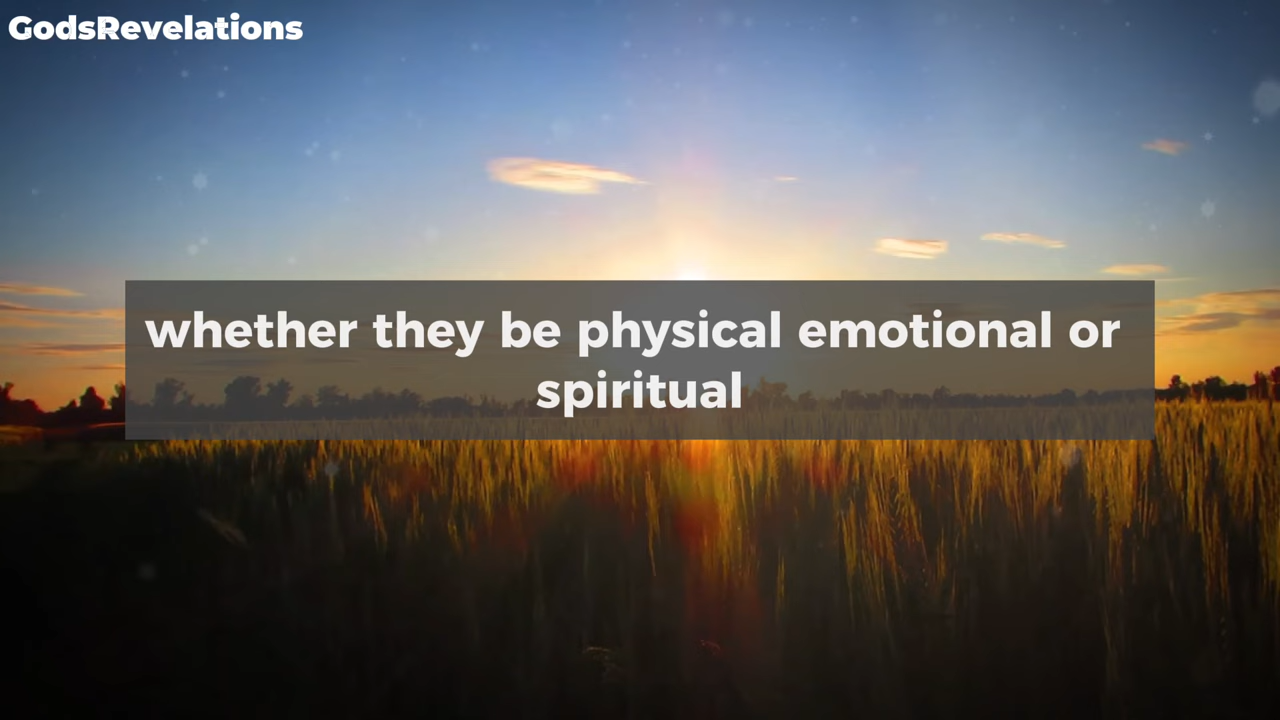 GodsRevelations
whether they be physical emotional or
spiritual